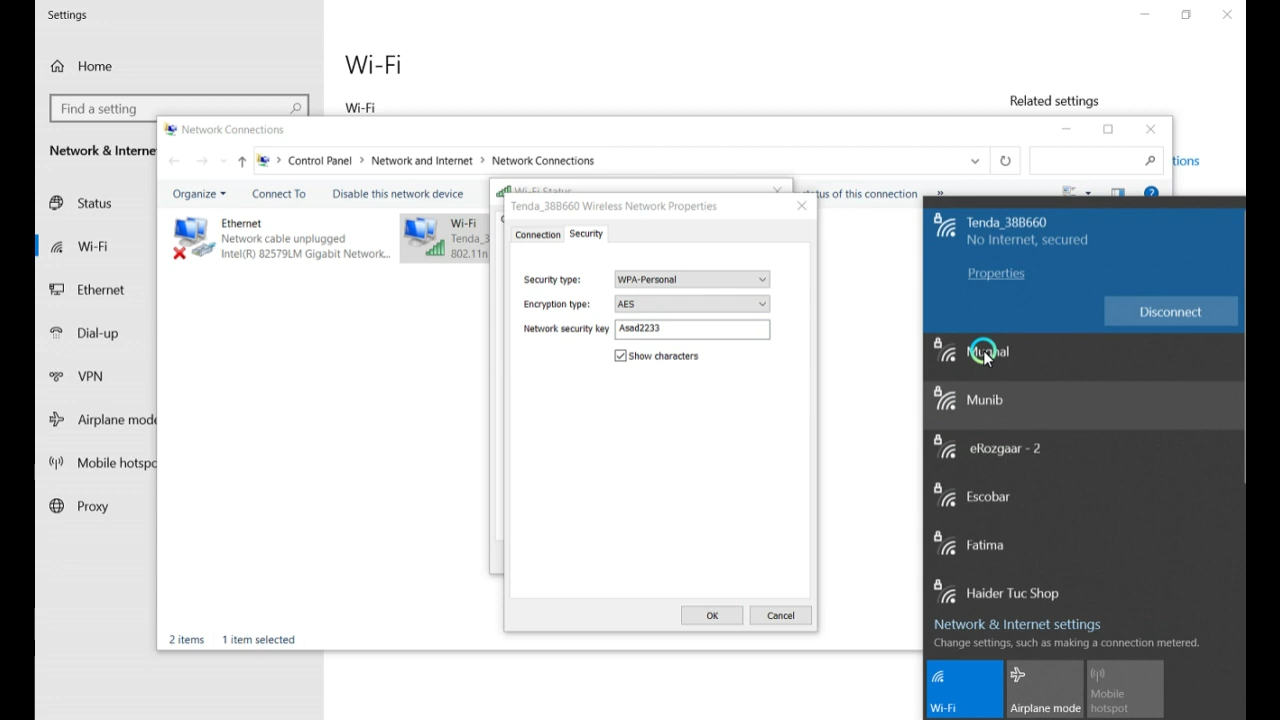 Settings
Home
Find a setting
Network & Interne
Status
Wi-Fi
Ethernet
Dial-up
VPN
Airplane mode
Mobile hotspo
Proxy
Wi-Fi
Wi-Fi
Related settings
tions
Network Connections
Control Panel > Network and Internet > Network Connections
Organize
Connect To
Disable this network device
tus of this connection
»
Ethernet
Network cable unplugged
Intel(R) 82579LM Gigabit Network...
Wi-Fi
Tenda_3
802.11n
2 items
1 item selected
Wi-Fi Status
Tenda_38B660 Wireless Network Properties
Connection
Security
Security type:
WPA-Personal
Encryption type:
AES
Network security key
Asad2233
Show characters
OK
Cancel
Tenda_38B660
No Internet, secured
Properties
Disconnect
Mughal
Munib
eRozgaar - 2
Escobar
Fatima
Haider Tuc Shop
Network & Internet settings
Change settings, such as making a connection metered.
Wi-Fi
Airplane mode
Mobile
hotspot